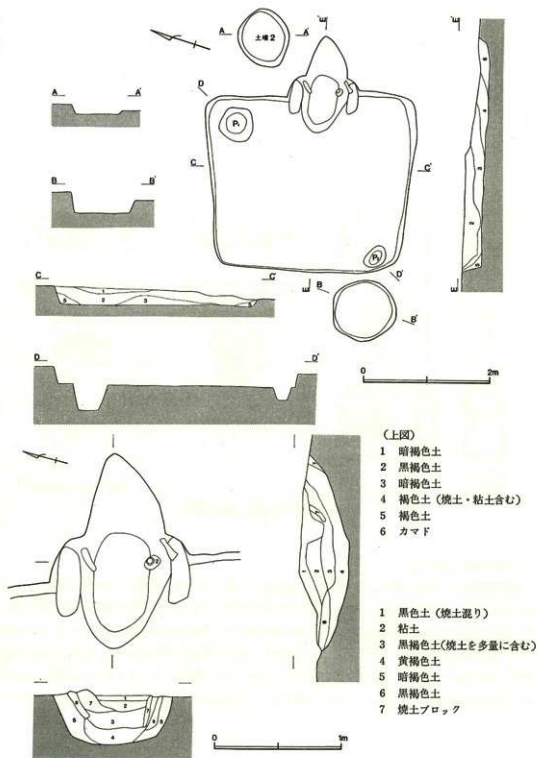 A
A'
土壙2
E'
E'
D
A
A'
P₁
B
B'
C
C'
C
C'
P₂
D'
E
B
B'
E
D
D'
0
2m
(上図)
1 暗褐色土
2 黒褐色土
3 暗褐色土
4 褐色土 (焼土・粘土含む)
5 褐色土
6 カマド
1 黒色土 (焼土混り)
2 粘土
3 黒褐色土(焼土を多量に含む)
4 黄褐色土
5 暗褐色土
6 黒褐色土
7 焼土ブロック
0
1m